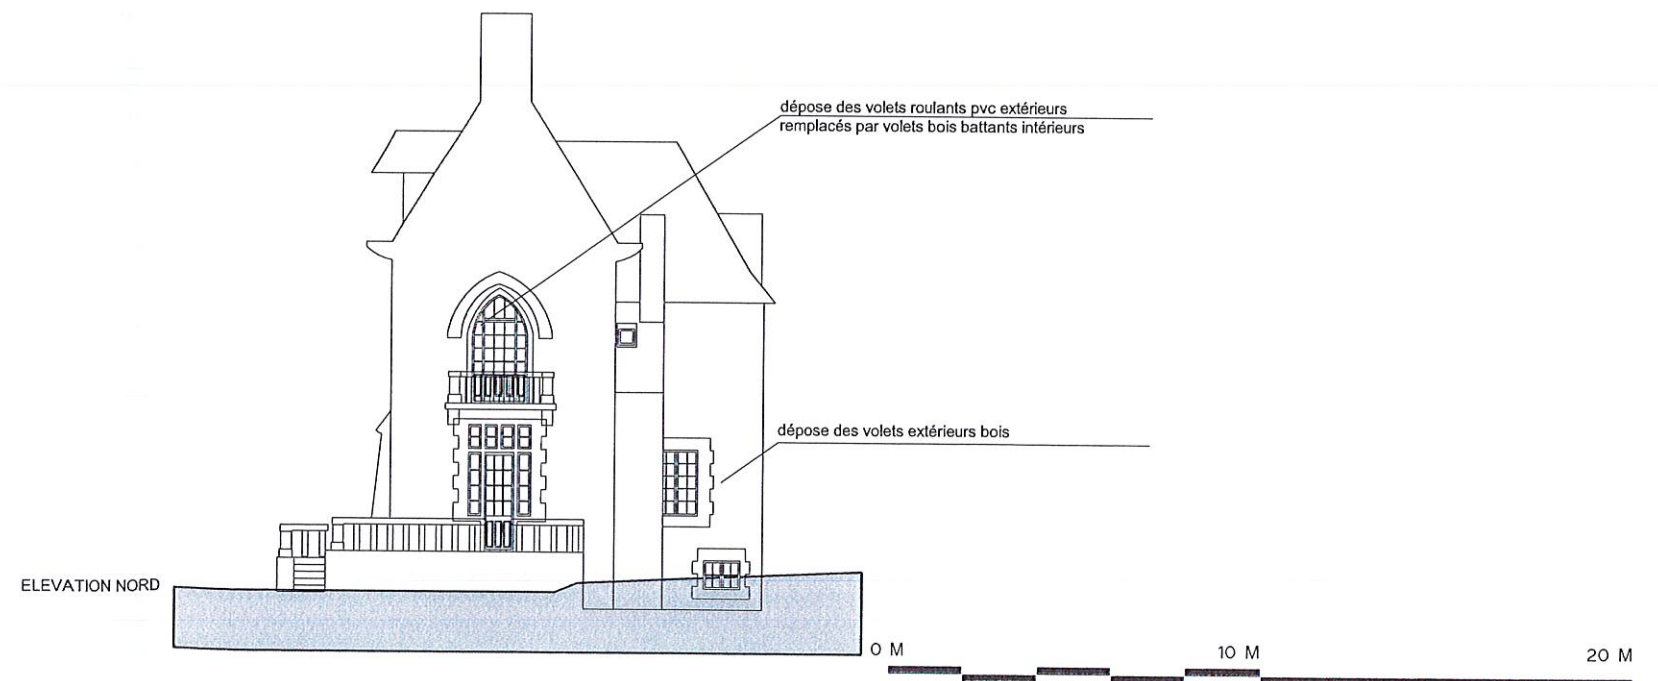 dépose des volets roulants pvc extérieurs
remplacés par volets bois battants intérieurs
dépose des volets extérieurs bois
ELEVATION NORD
0 M 10 M 20 M